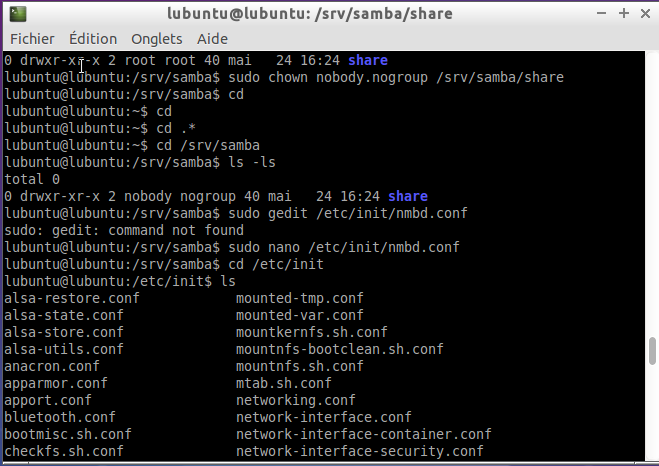 lubuntu@lubuntu: /srv/samba/share
Fichier Édition Onglets Aide
0 drwxr-xr-x 2 root root 40 mai   24 16:24 share
lubuntu@lubuntu:/srv/samba$ sudo chown nobody.nogroup /srv/samba/share
lubuntu@lubuntu:/srv/samba$ cd
lubuntu@lubuntu:~$ cd
lubuntu@lubuntu:~$ cd .*
lubuntu@lubuntu:~$ cd /srv/samba
lubuntu@lubuntu:/srv/samba$ ls -ls
total 0
0 drwxr-xr-x 2 nobody nogroup 40 mai   24 16:24 share
lubuntu@lubuntu:/srv/samba$ sudo gedit /etc/init/nmbd.conf
sudo: gedit: command not found
lubuntu@lubuntu:/srv/samba$ sudo nano /etc/init/nmbd.conf
lubuntu@lubuntu:/srv/samba$ cd /etc/init
lubuntu@lubuntu:/etc/init$ ls
alsa-restore.conf            mounted-tmp.conf
alsa-state.conf              mounted-var.conf
alsa-store.conf              mountkernfs.sh.conf
alsa-utils.conf              mountnfs-bootclean.sh.conf
anacron.conf                 mountnfs.sh.conf
apparmor.conf                mtab.sh.conf
apport.conf                  networking.conf
bluetooth.conf               network-interface.conf
bootmisc.sh.conf             network-interface-container.conf
checkfs.sh.conf              network-interface-security.conf